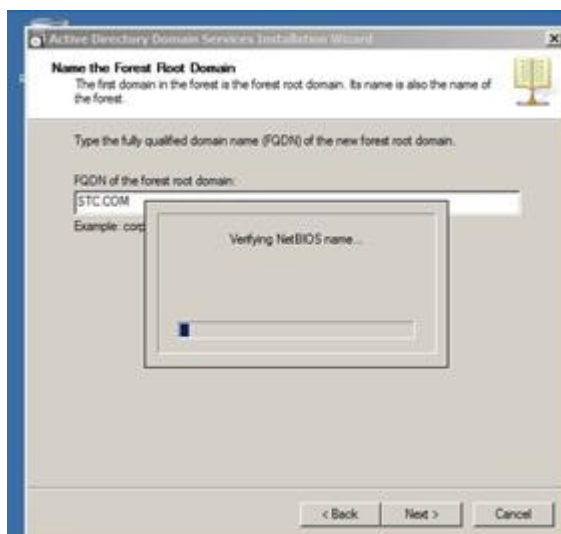 Active Directory Domain Services Installation Wizard
Name the Forest Root Domain
The first domain in the forest is the forest root domain. Its name is also the name of
the forest.
Type the fully qualified domain name (FQDN) of the new forest root domain.
FQDN of the forest root domain:
STC.COM
Example: corp
Verifying NetBIOS name...
< Back
Next >
Cancel